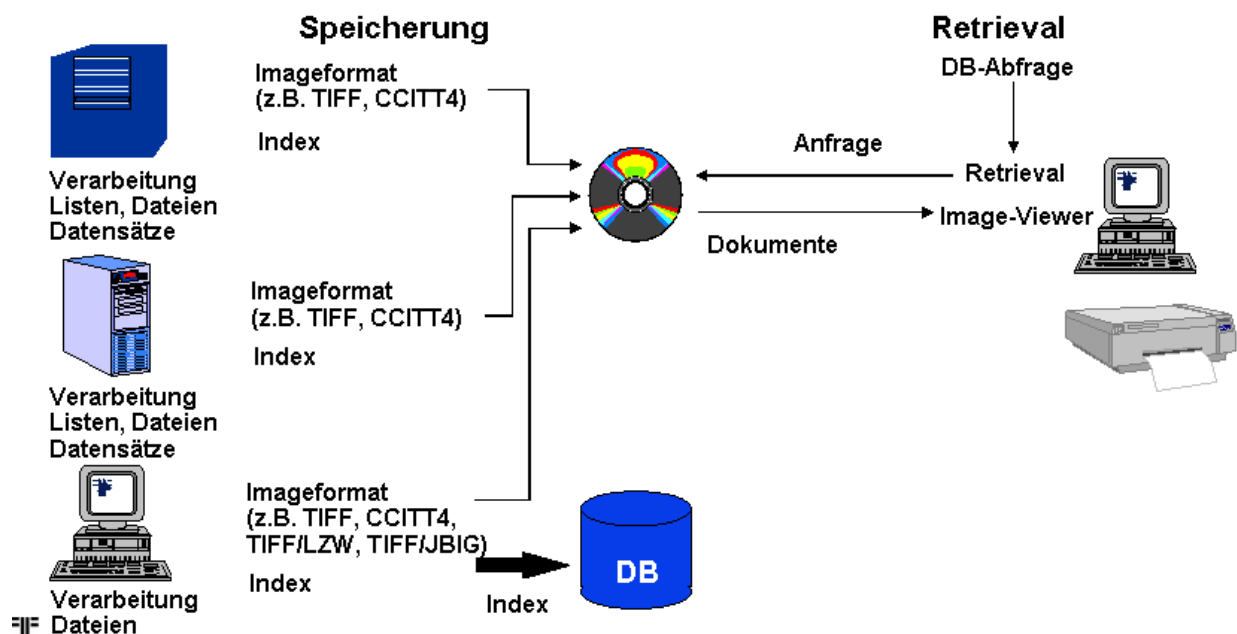 Speicherung
Retrieval
Imageformat
(z.B. TIFF, CCITT4)
Index
DB-Abfrage
Anfrage
Retrieval
Image-Viewer
Dokumente
Verarbeitung
Listen, Dateien
Datensätze
Imageformat
(z.B. TIFF, CCITT4)
Index
Verarbeitung
Listen, Dateien
Datensätze
Imageformat
(z.B. TIFF, CCITT4,
TIFF/LZW, TIFF/JBIG)
Index
Index
DB
Verarbeitung
Dateien